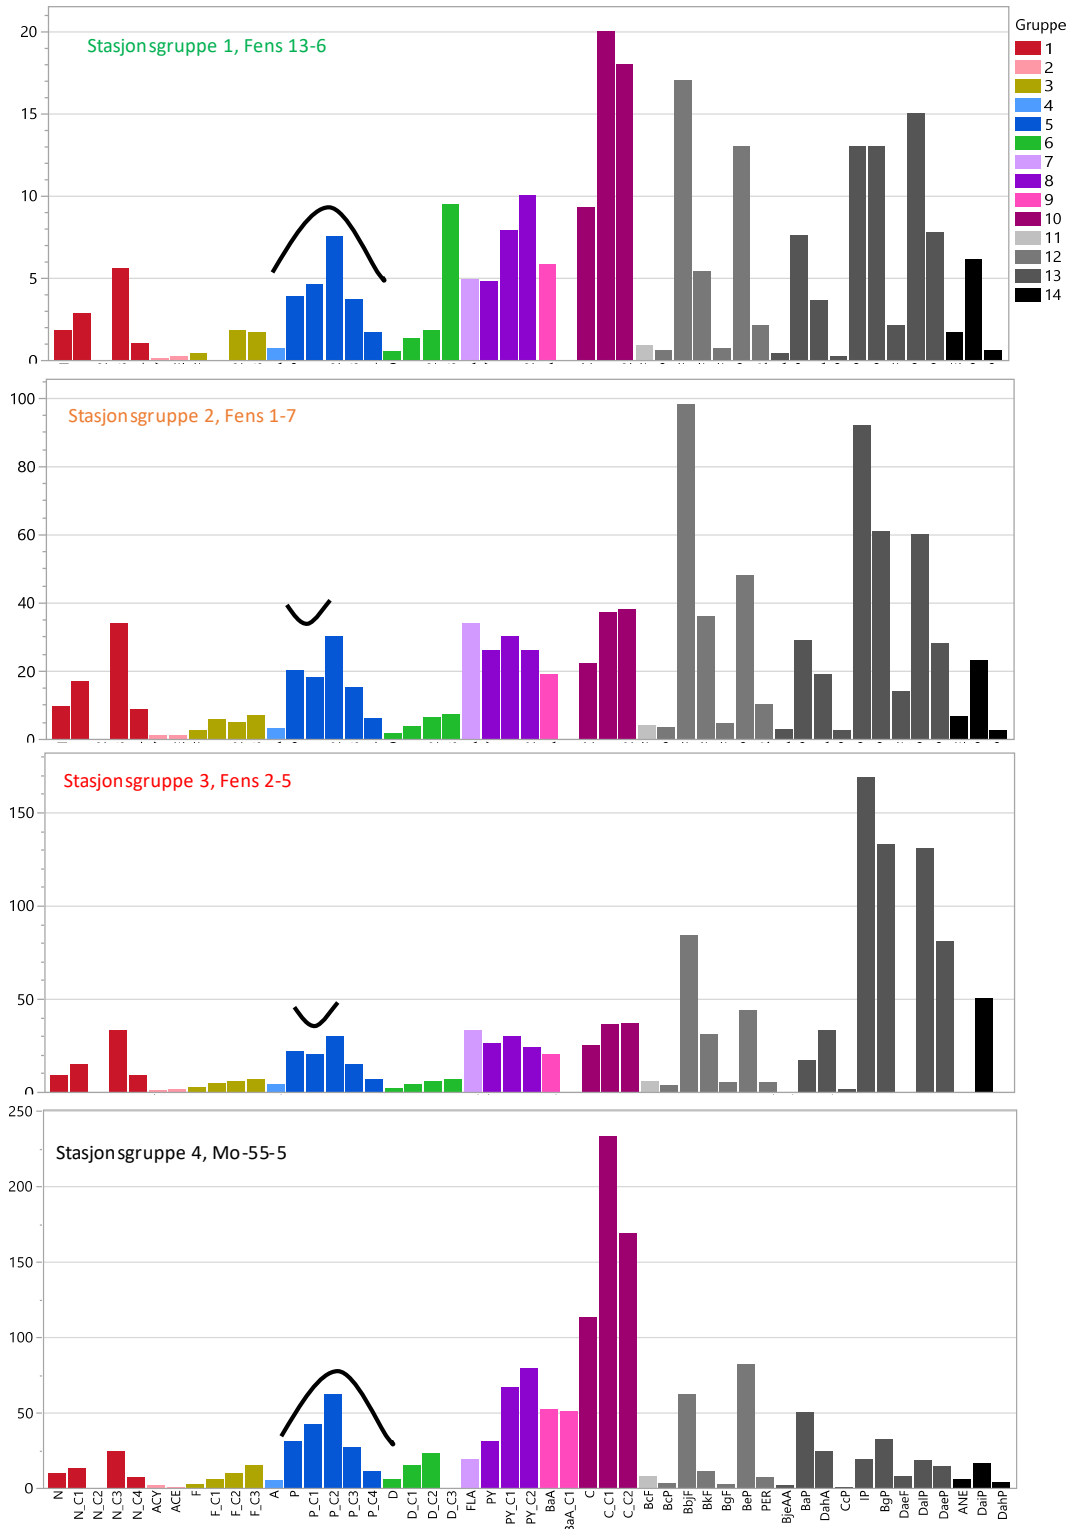 Stasjonsgruppe 1, Fens 13-6
20
15
10
5
0
Gruppe
1
2
3
4
5
6
7
8
9
10
11
12
13
14
Stasjonsgruppe 2, Fens 1-7
100
80
60
40
20
0
Stasjonsgruppe 3, Fens 2-5
150
100
50
0
Stasjonsgruppe 4, Mo-55-5
250
200
150
100
50
0
N
N_C1
N_C2
N_C3
N_C4
ACY
ACE
F
F_C1
F_C2
F_C3
A
P
P_C1
P_C2
P_C3
P_C4
D
D_C1
D_C2
D_C3
FLA
PY
PY_C1
PY_C2
BaA
BaA_C1
C
C_C1
C_C2
BcF
BcP
BbjF
BkF
BgF
BeP
PER
BjeAA
BaP
DahA
CcP
IP
BgP
DaeF
DalP
DaeP
ANE
DaiP
DahP